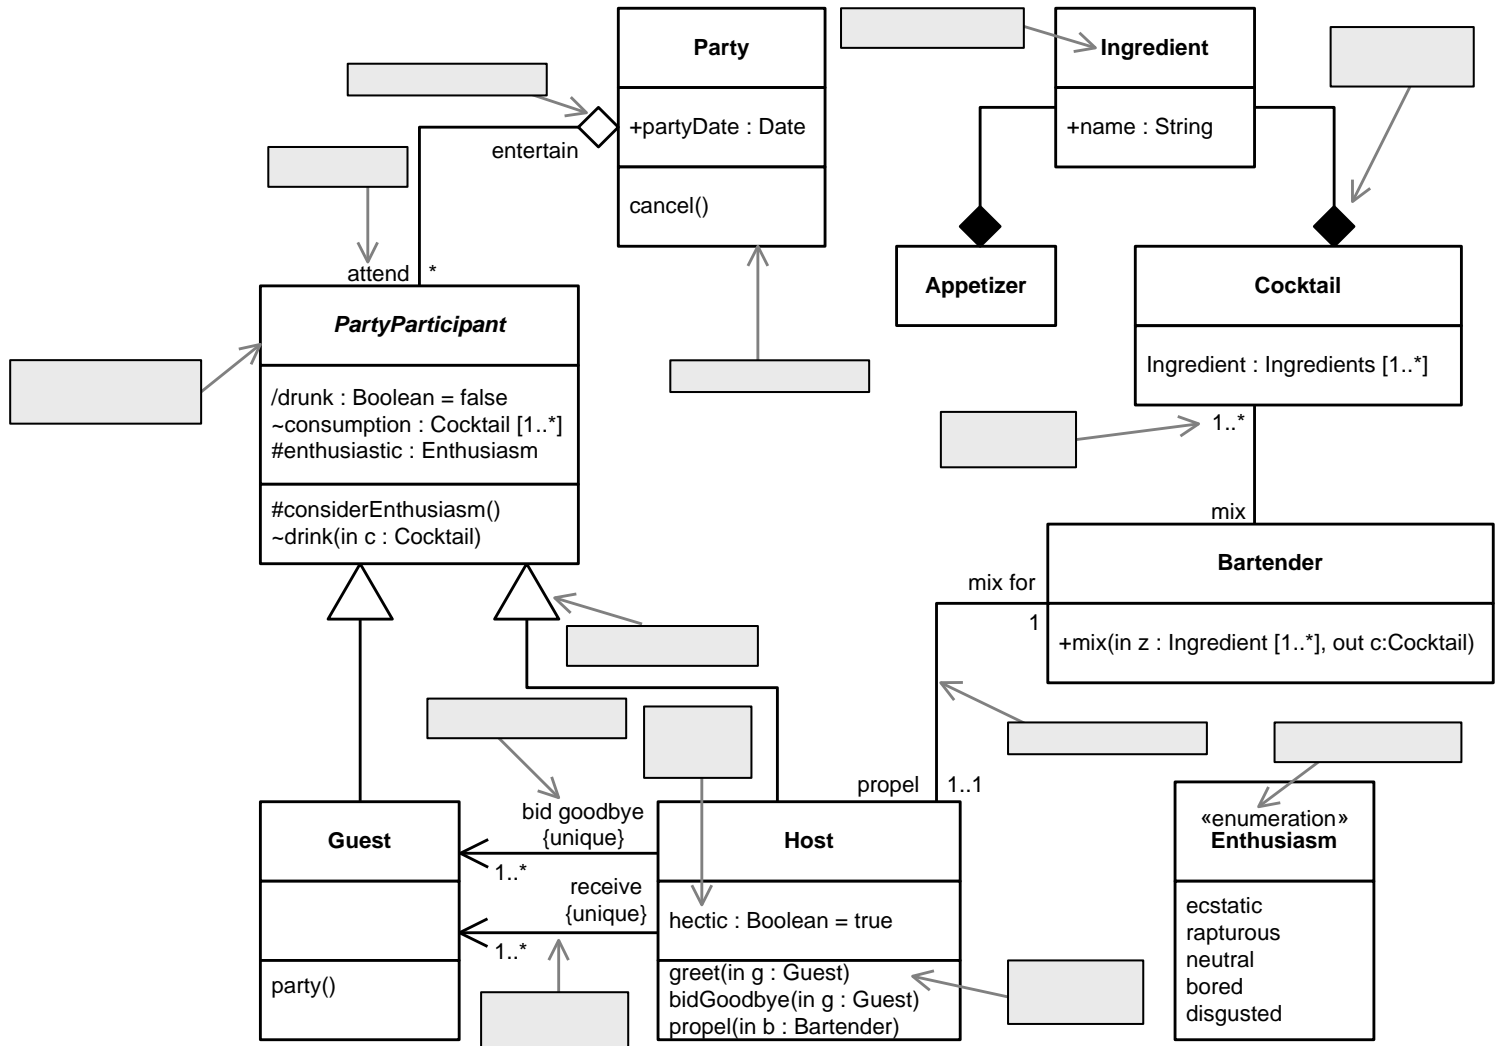 Party
+partyDate : Date
cancel()
entertain
attend
*
Ingredient
+name : String
Appetizer
Cocktail
Ingredient : Ingredients [1..*]
1..*
mix
PartyParticipant
/drunk : Boolean = false
~consumption : Cocktail [1..*]
#enthusiastic : Enthusiasm
#considerEnthusiasm()
~drink(in c : Cocktail)
Bartender
+mix(in z : Ingredient [1..*], out c:Cocktail)
mix for
1
propel
1..1
Guest
party()
bid goodbye
{unique}
1..*
receive
{unique}
1..*
Host
hectic : Boolean = true
greet(in g : Guest)
bidGoodbye(in g : Guest)
propel(in b : Bartender)
«enumeration»
Enthusiasm
ecstatic
rapturous
neutral
bored
disgusted